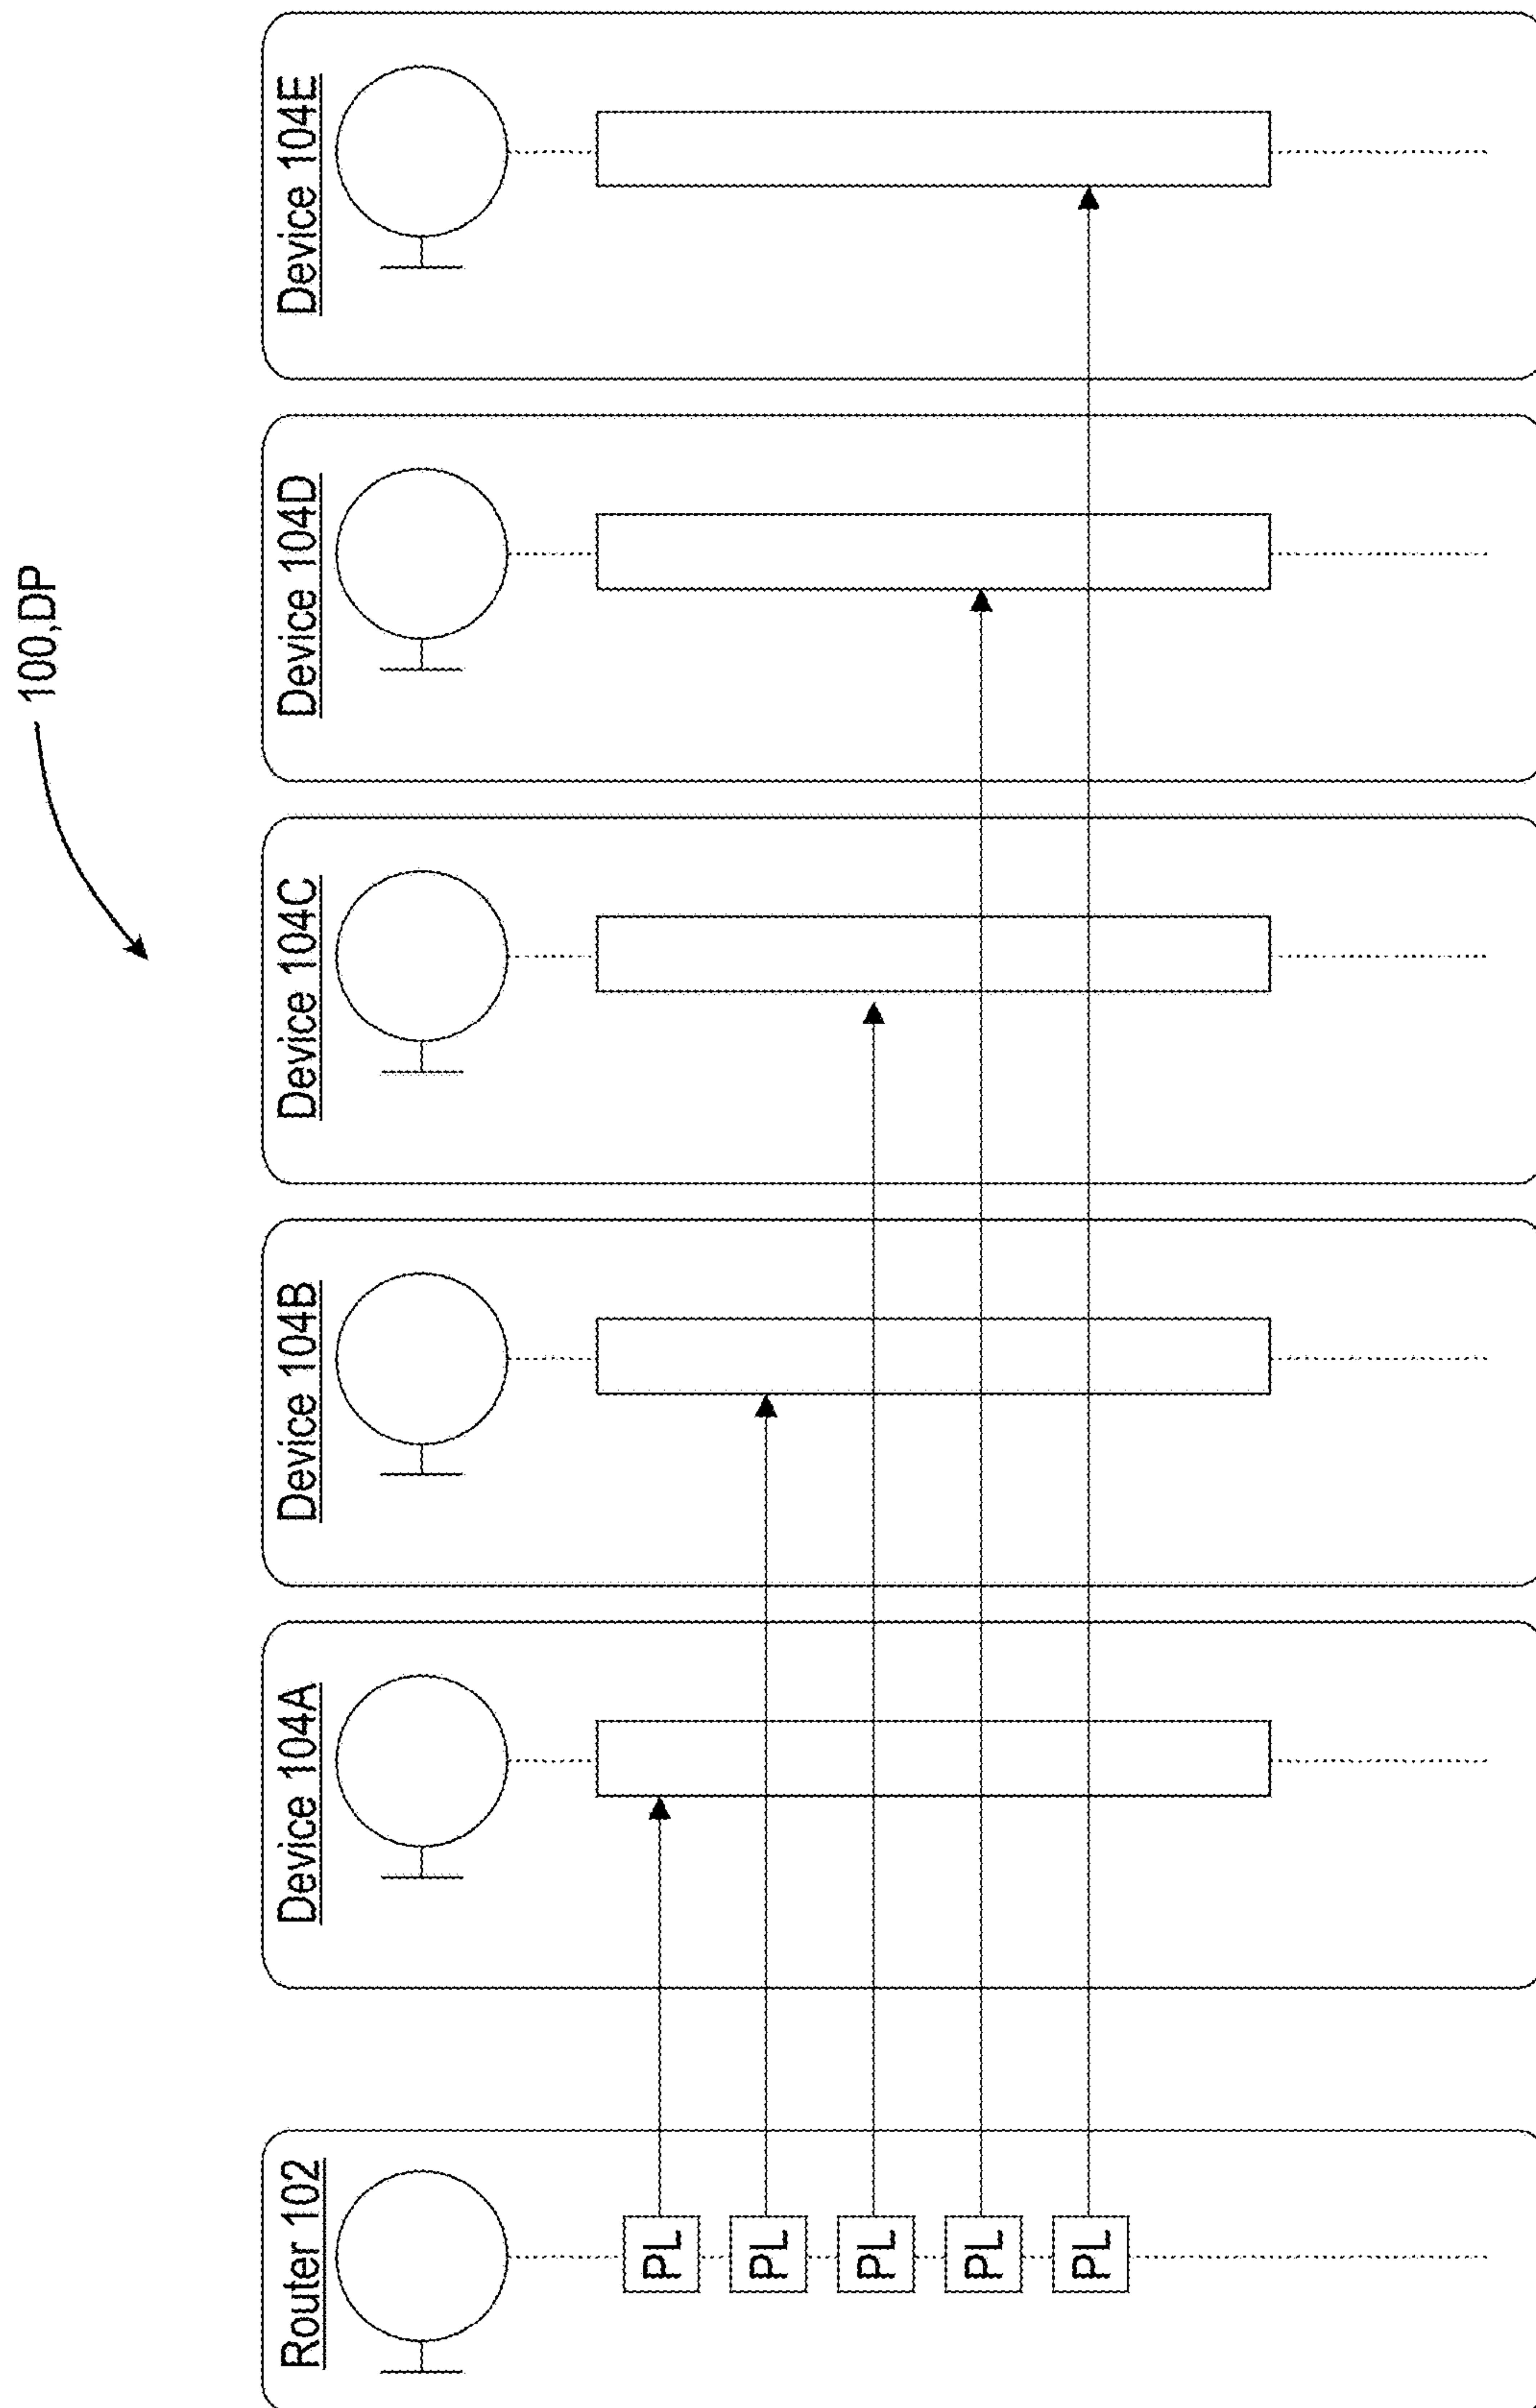 100,DP
Router 102
Device 104A
Device 104B
Device 104C
Device 104D
Device 104E
PL
PL
PL
PL
PL